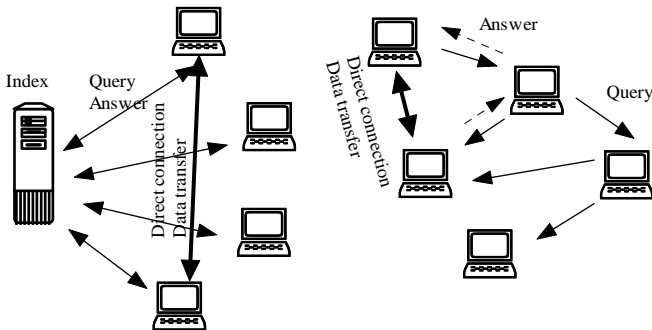 Index
Query
Answer
Direct connection
Data transfer
Answer
Query
Direct connection
Data transfer